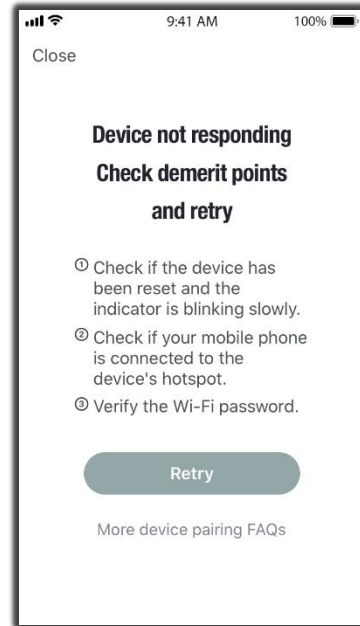 9:41 AM
100%
Close
Device not responding
Check demerit points
and retry
① Check if the device has
been reset and the
indicator is blinking slowly.
② Check if your mobile phone
is connected to the
device's hotspot.
③ Verify the Wi-Fi password.
Retry
More device pairing FAQs